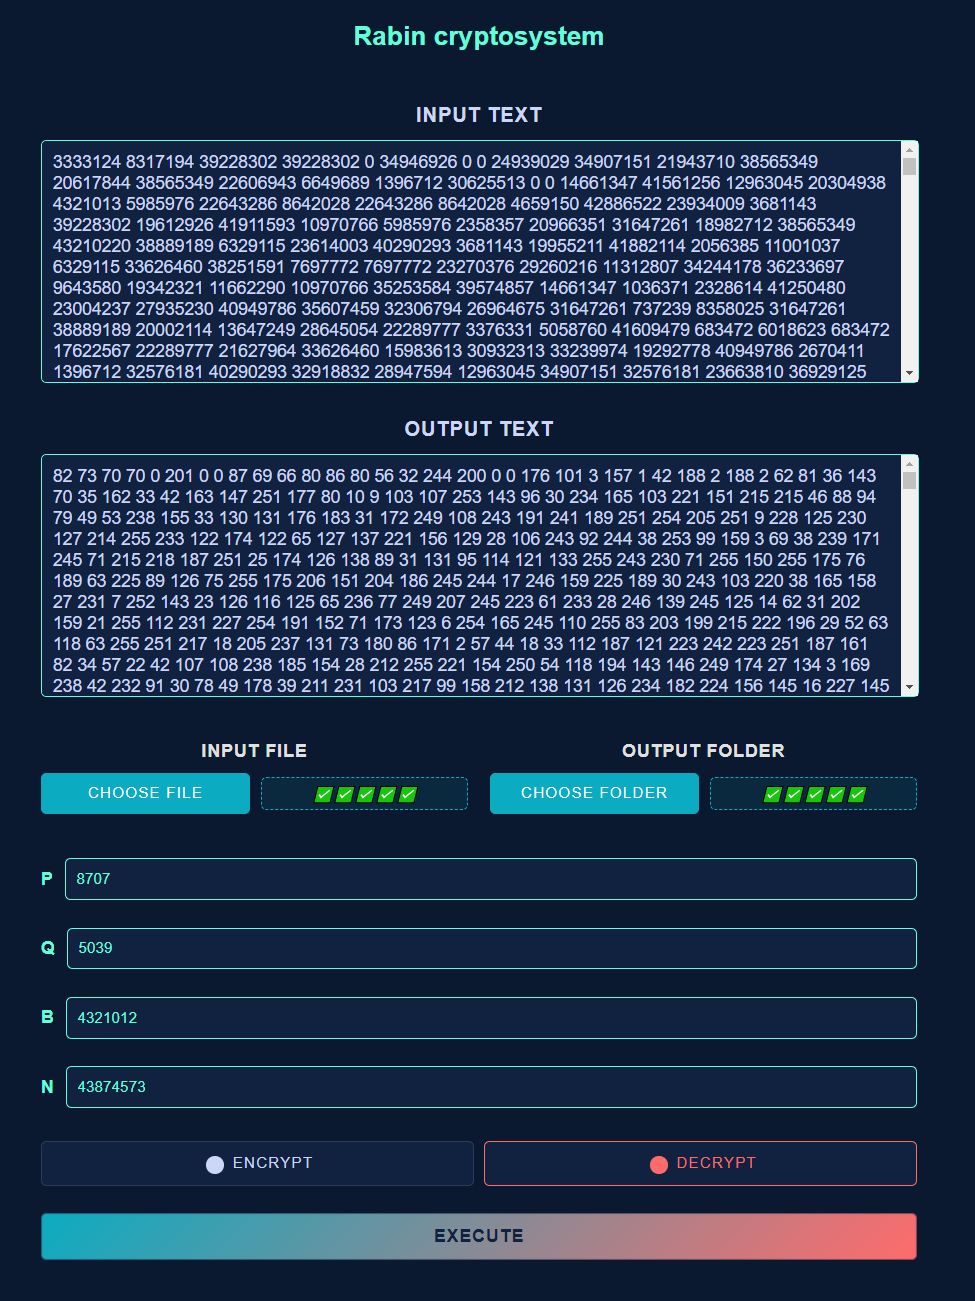 Rabin cryptosystem
INPUT TEXT
3333124 8317194 39228302 39228302 0 34946926 0 0 24939029 34907151 21943710 38565349
20617844 38565349 22606943 6649689 1396712 30625513 0 0 14661347 41561256 12963045 20304938
4321013 5985976 22643286 8642028 22643286 8642028 4659150 42886522 23934009 3681143
39228302 19612926 41911593 10970766 5985976 2358357 20966351 31647261 18982712 38565349
43210220 38889189 6329115 23614003 40290293 3681143 19955211 41882114 2056385 11001037
6329115 33626460 38251591 7697772 7697772 23270376 29260216 11312807 34244178 36233697
9643580 19342321 11662290 10970766 35253584 39574857 14661347 1036371 2328614 41250480
23004237 27935230 40949786 35607459 32306794 26964675 31647261 737239 8358025 31647261
38889189 20002114 13647249 28645054 22289777 3376331 5058760 41609479 683472 6018623 683472
17622567 22289777 21627964 33626460 15983613 30932313 33239974 19292778 40949786 2670411
1396712 32576181 40290293 32918832 28947594 12963045 34907151 32576181 23663810 36929125
OUTPUT TEXT
82 73 70 70 0 201 0 0 87 69 66 80 86 80 56 32 244 200 0 0 176 101 3 157 1 42 188 2 188 2 62 81 36 143
70 35 162 33 42 163 147 251 177 80 10 9 103 107 253 143 96 30 234 165 103 221 151 215 215 46 88 94
79 49 53 238 155 33 130 131 176 183 31 172 249 108 243 191 241 189 251 254 205 251 9 228 125 230
127 214 255 233 122 174 122 65 127 137 221 156 129 28 106 243 92 244 38 253 99 159 3 69 38 239 171
245 71 215 218 187 251 25 174 126 138 89 31 131 95 114 121 133 255 243 230 71 255 150 255 175 76
189 63 225 89 126 75 255 175 206 151 204 186 245 244 17 246 159 225 189 30 243 103 220 38 165 158
27 231 7 252 143 23 126 116 125 65 236 77 249 207 245 223 61 233 28 246 139 245 125 14 62 31 202
159 21 255 112 231 227 254 191 152 71 173 123 6 254 165 245 110 255 83 203 199 215 222 196 29 52 63
118 63 255 251 217 18 205 237 131 73 180 86 171 2 57 44 18 33 112 187 121 223 242 223 251 187 161
82 34 57 22 42 107 108 238 185 154 28 212 255 221 154 250 54 118 194 143 146 249 174 27 134 3 169
238 42 232 91 30 78 49 178 39 211 231 103 217 99 158 212 138 131 126 234 182 224 156 145 16 227 145
INPUT FILE
OUTPUT FOLDER
CHOOSE FILE
CHOOSE FOLDER
P 8707
Q 5039
B 4321012
N 43874573
ENCRYPT
DECRYPT
EXECUTE